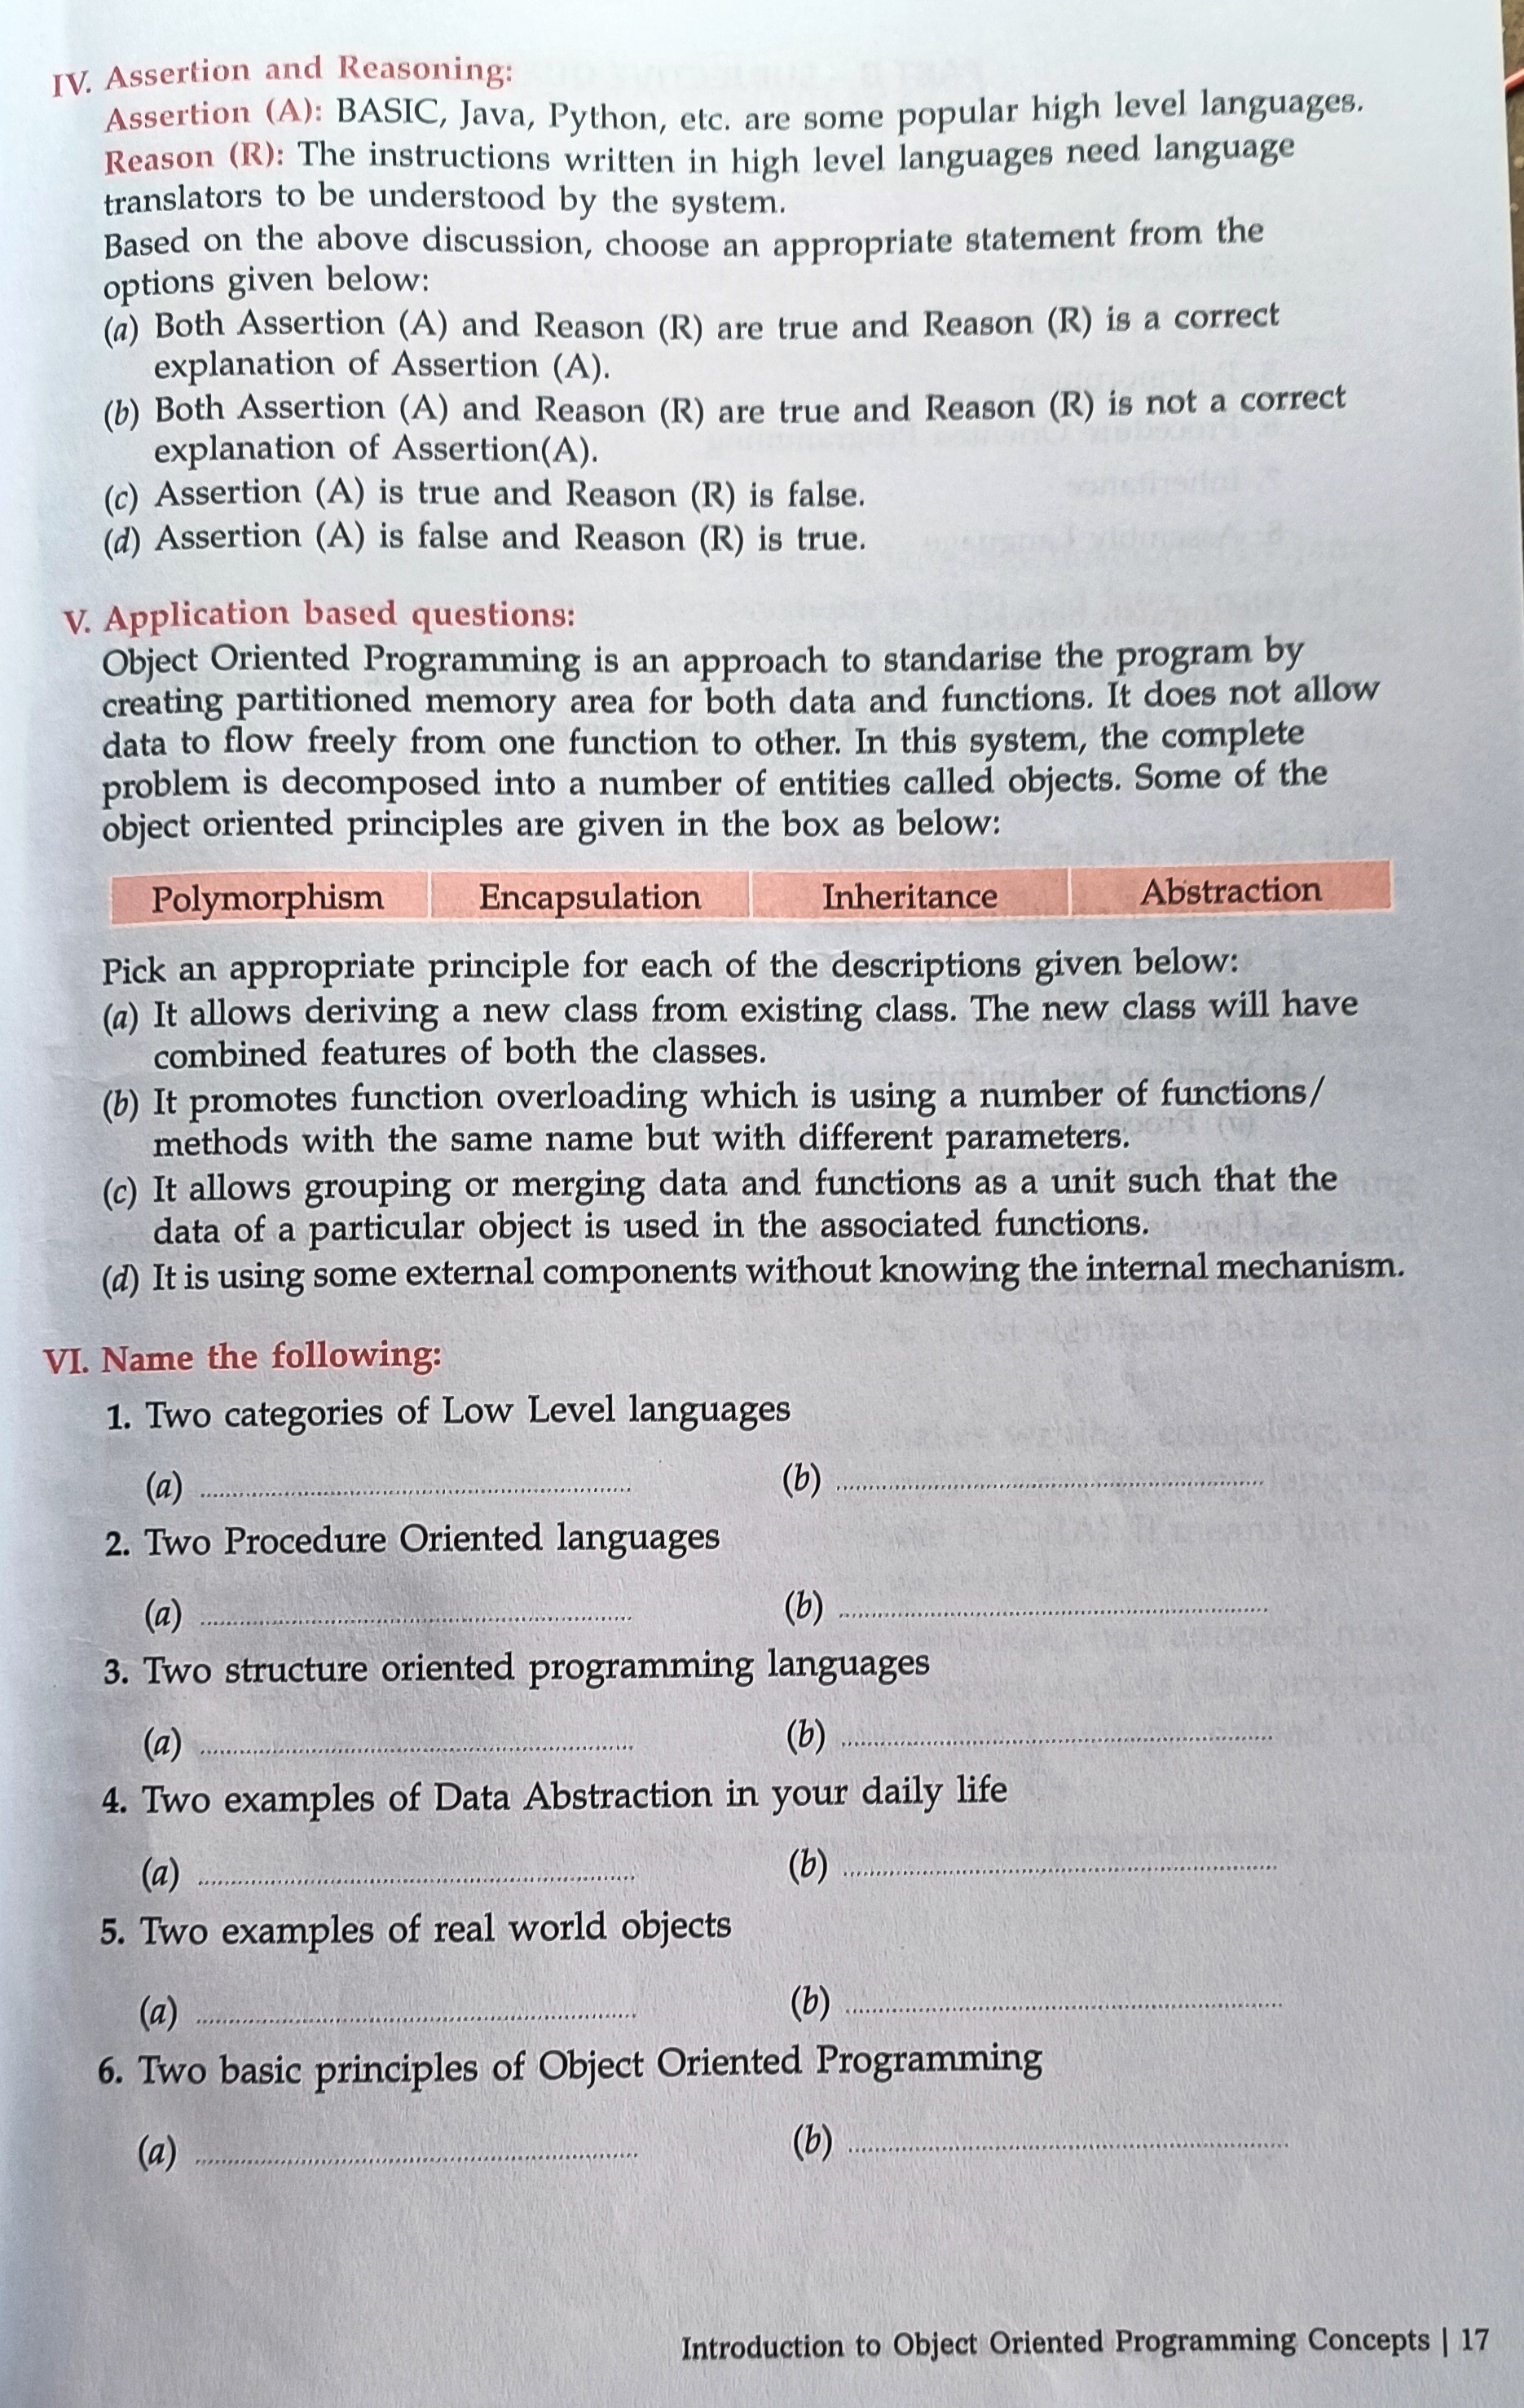 IV. Assertion and Reasoning:
Assertion (A): BASIC, Java, Python, etc. are some popular high level languages.
Reason (R): The instructions written in high level languages need language
translators to be understood by the system.
Based on the above discussion, choose an appropriate statement from the
options given below:
(a) Both Assertion (A) and Reason (R) are true and Reason (R) is a correct
explanation of Assertion (A).
(b) Both Assertion (A) and Reason (R) are true and Reason (R) is not a correct
explanation of Assertion(A).
(c) Assertion (A) is true and Reason (R) is false.
(d) Assertion (A) is false and Reason (R) is true.
V. Application based questions:
Object Oriented Programming is an approach to standarise the program by
creating partitioned memory area for both data and functions. It does not allow
data to flow freely from one function to other. In this system, the complete
problem is decomposed into a number of entities called objects. Some of the
object oriented principles are given in the box as below:
Polymorphism Encapsulation Inheritance Abstraction
Pick an appropriate principle for each of the descriptions given below:
(a) It allows deriving a new class from existing class. The new class will have
combined features of both the classes.
(b) It promotes function overloading which is using a number of functions/
methods with the same name but with different parameters.
(c) It allows grouping or merging data and functions as a unit such that the
data of a particular object is used in the associated functions.
(d) It is using some external components without knowing the internal mechanism.
VI. Name the following:
1. Two categories of Low Level languages
(a) ........................ (b) ........................
2. Two Procedure Oriented languages
(a) ........................ (b) ........................
3. Two structure oriented programming languages
(a) ........................ (b) ........................
4. Two examples of Data Abstraction in your daily life
(a) ........................ (b) ........................
5. Two examples of real world objects
(a) ........................ (b) ........................
6. Two basic principles of Object Oriented Programming
(a) ........................ (b) ........................
Introduction to Object Oriented Programming Concepts | 17